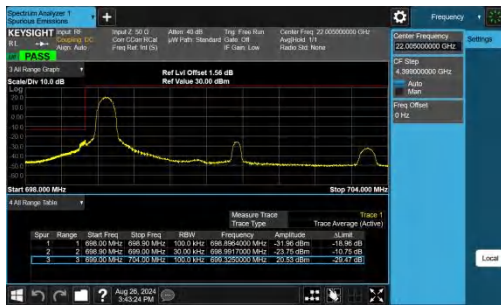 Spectrum Analyzer 1
Spurious Emissions
Frequency
Settings
KEYSIGHT
Input: RF
Coupling: DC
Align: Auto
Input Z: 50 Ω
Corr CCorr RCal
Freq Ref: Int (S)
Atten: 40 dB
µW Path: Standard
Trig: Free Run
Gate: Off
IF Gain: Low
Center Freq: 22.005000000 GHz
Avg|Hold: 1/1
Radio Std: None
PASS
Center Frequency
22.005000000 GHz
CF Step
4.399000000 GHz
Auto
Man
Freq Offset
0 Hz
3 All Range Graph
Scale/Div 10.0 dB
Ref Lvl Offset 1.56 dB
Ref Value 30.00 dBm
Log
20.0
10.0
0.00
Start 698.000 MHz
Stop 704.000 MHz
4 All Range Table
Measure Trace Trace 1
Trace Type Trace Average (Active)
Spur Range Start Freq Stop Freq RBW Frequency Amplitude ΔLimit
1 1 698.00 MHz 698.90 MHz 100.0 kHz 698.8964000 MHz -31.96 dBm -18.96 dB
2 2 698.90 MHz 699.00 MHz 30.00 kHz 698.9917000 MHz -23.75 dBm -10.75 dB
3 3 699.00 MHz 704.00 MHz 100.0 kHz 699.3250000 MHz 20.53 dBm -29.47 dB
Local
Aug 26, 2024
3:43:24 PM